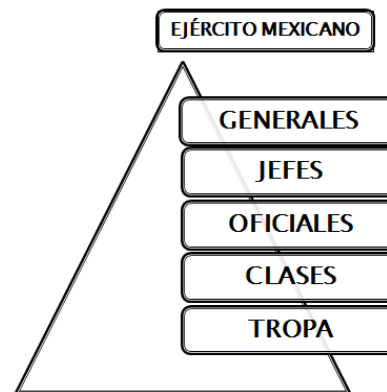 EJÉRCITO MEXICANO
GENERALES
JEFES
OFICIALES
CLASES
TROPA